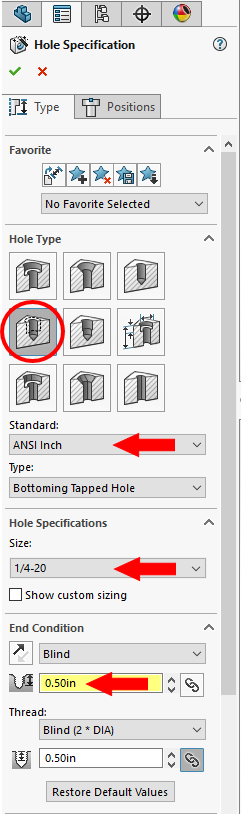 Hole Specification
Type
Positions
Favorite
No Favorite Selected
Hole Type
Standard:
ANSI Inch
Type:
Bottoming Tapped Hole
Hole Specifications
Size:
1/4-20
Show custom sizing
End Condition
Blind
0.50in
Thread:
Blind (2 * DIA)
0.50in
Restore Default Values